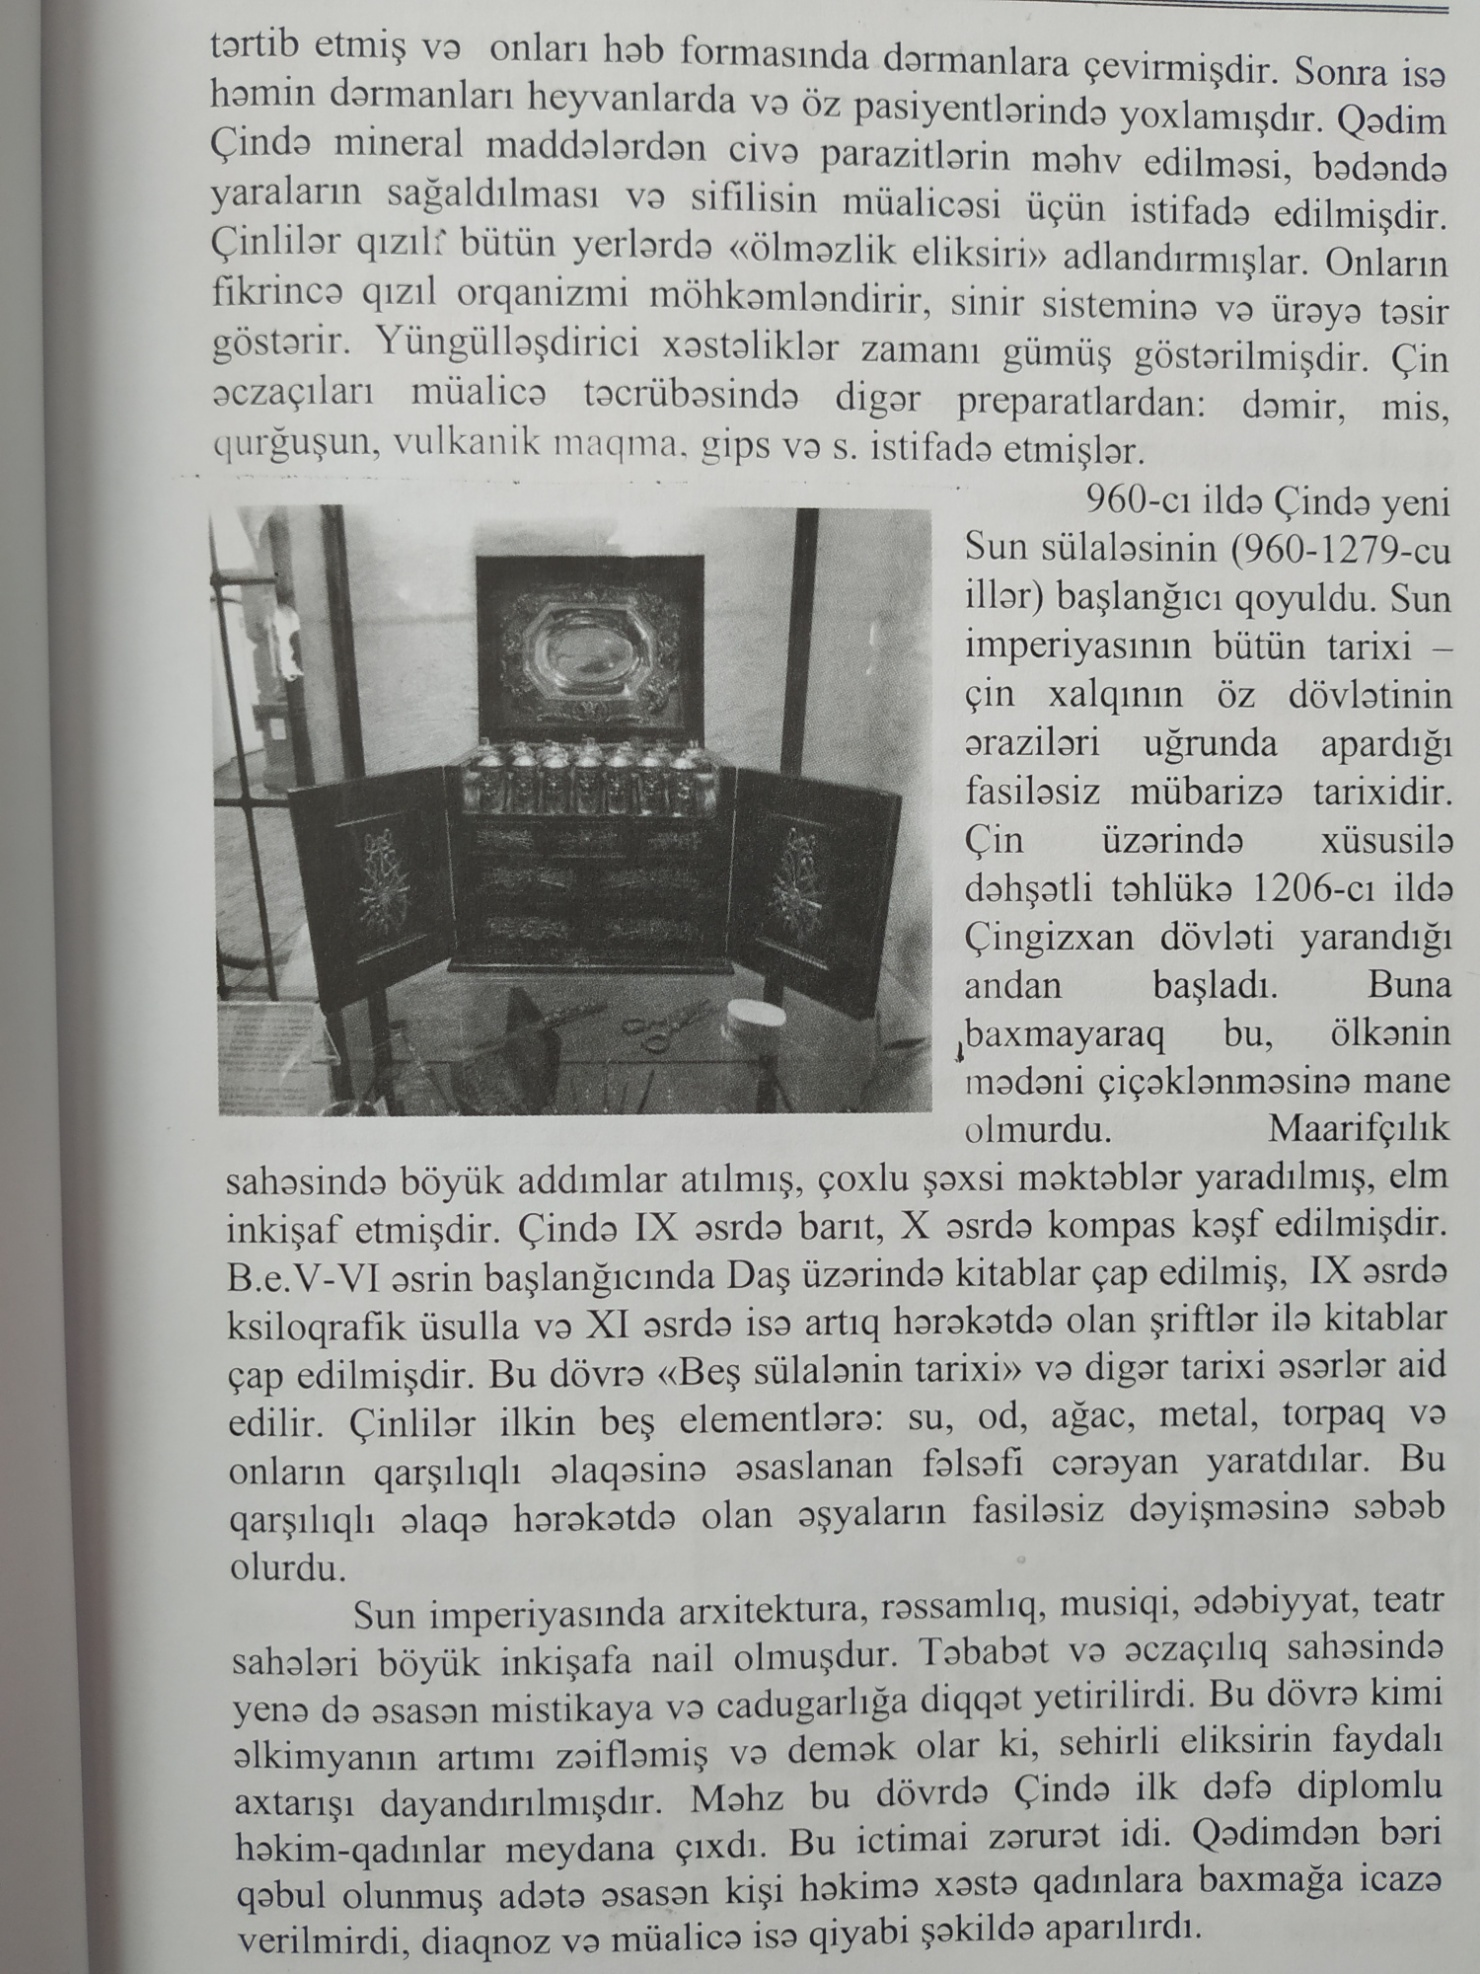 tərtib etmiş və onları həb formasında dərmanlara çevirmişdir. Sonra isə
həmin dərmanları heyvanlarda və öz pasiyentlərində yoxlamışdır. Qədim
Çində mineral maddələrdən civə parazitlərin məhv edilməsi, bədəndə
yaraların sağaldılması və sifilisin müalicəsi üçün istifadə edilmişdir.
Çinlilər qızılı bütün yerlərdə «ölməzlik eliksiri» adlandırmışlar. Onların
fikrincə qızıl orqanizmi möhkəmləndirir, sinir sisteminə və ürəyə təsir
göstərir. Yüngülləşdirici xəstəliklər zamanı gümüş göstərilmişdir. Çin
əczaçıları müalicə təcrübəsində digər preparatlardan: dəmir, mis,
qurğuşun, vulkanik maqma, gips və s. istifadə etmişlər.
960-cı ildə Çində yeni
Sun sülaləsinin (960-1279-cu
illər) başlanğıcı qoyuldu. Sun
imperiyasının bütün tarixi –
çin xalqının öz dövlətinin
əraziləri uğrunda apardığı
fasiləsiz mübarizə tarixidir.
Çin üzərində xüsusilə
dəhşətli təhlükə 1206-cı ildə
Çingizxan dövləti yarandığı
andan başladı. Buna
baxmayaraq bu, ölkənin
mədəni çiçəklənməsinə mane
olmurdu. Maarifçılık
sahəsində böyük addımlar atılmış, çoxlu şəxsi məktəblər yaradılmış, elm
inkişaf etmişdir. Çində IX əsrdə barıt, X əsrdə kompas kəşf edilmişdir.
B.e.V-VI əsrin başlanğıcında Daş üzərində kitablar çap edilmiş, IX əsrdə
ksiloqrafik üsulla və XI əsrdə isə artıq hərəkətdə olan şriftlər ilə kitablar
çap edilmişdir. Bu dövrə «Beş sülalənin tarixi» və digər tarixi əsərlər aid
edilir. Çinlilər ilkin beş elementlərə: su, od, ağac, metal, torpaq və
onların qarşılıqlı əlaqəsinə əsaslanan fəlsəfi cərəyan yaratdılar. Bu
qarşılıqlı əlaqə hərəkətdə olan əşyaların fasiləsiz dəyişməsinə səbəb
olurdu.
Sun imperiyasında arxitektura, rəssamlıq, musiqi, ədəbiyyat, teatr
sahələri böyük inkişafa nail olmuşdur. Təbabət və əczaçılıq sahəsində
yenə də əsasən mistikaya və cadugarlığa diqqət yetirilirdi. Bu dövrə kimi
əlkimyanın artımı zəifləmiş və demək olar ki, sehirli eliksirin faydalı
axtarışı dayandırılmışdır. Məhz bu dövrdə Çində ilk dəfə diplomlu
həkim-qadınlar meydana çıxdı. Bu ictimai zərurət idi. Qədimdən bəri
qəbul olunmuş adətə əsasən kişi həkimə xəstə qadınlara baxmağa icazə
verilmirdi, diaqnoz və müalicə isə qiyabi şəkildə aparılırdı.